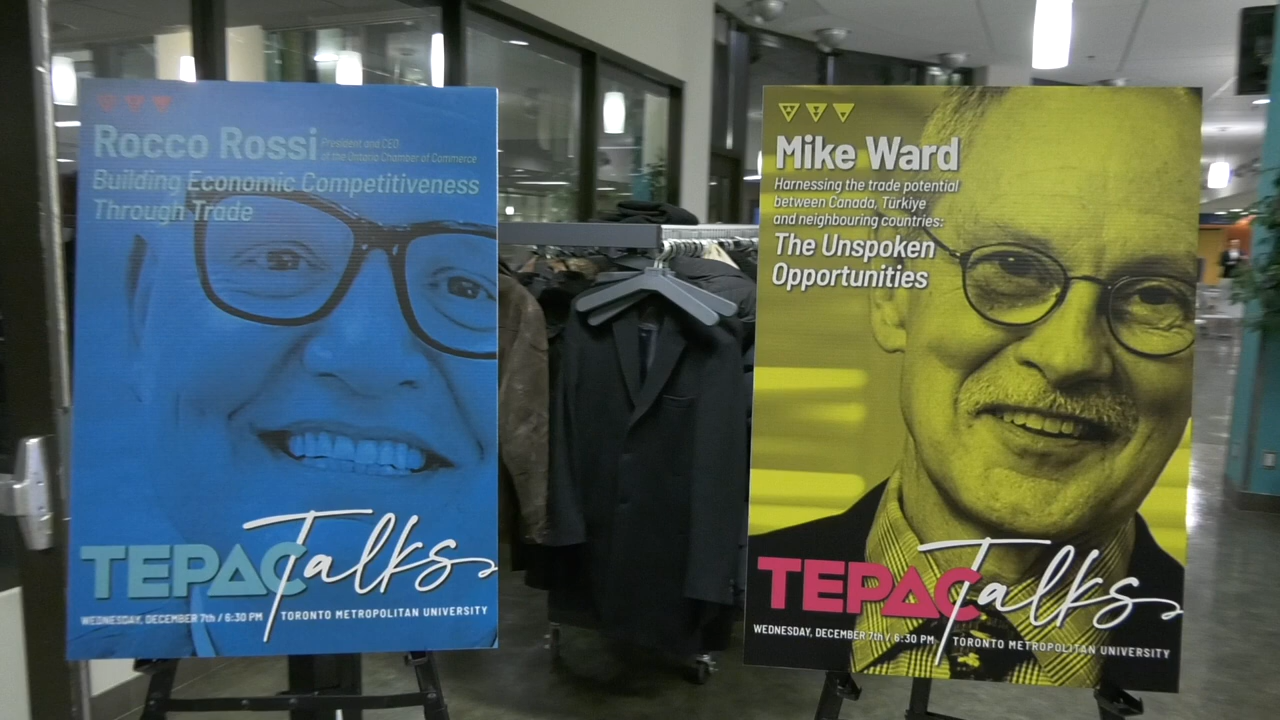 Rocco Rossi
President and CEO
of the Ontario Chamber of Commerce
Building Economic Competitiveness
Through Trade
TEPAC Talks
WEDNESDAY, DECEMBER 7th / 6:30 PM
TORONTO METROPOLITAN UNIVERSITY
Mike Ward
Harnessing the trade potential
between Canada, Türkiye
and neighbouring countries:
The Unspoken
Opportunities
TEPAC Talks
WEDNESDAY, DECEMBER 7th / 6:30 PM
TORONTO METROPOLITAN UNIVERSITY